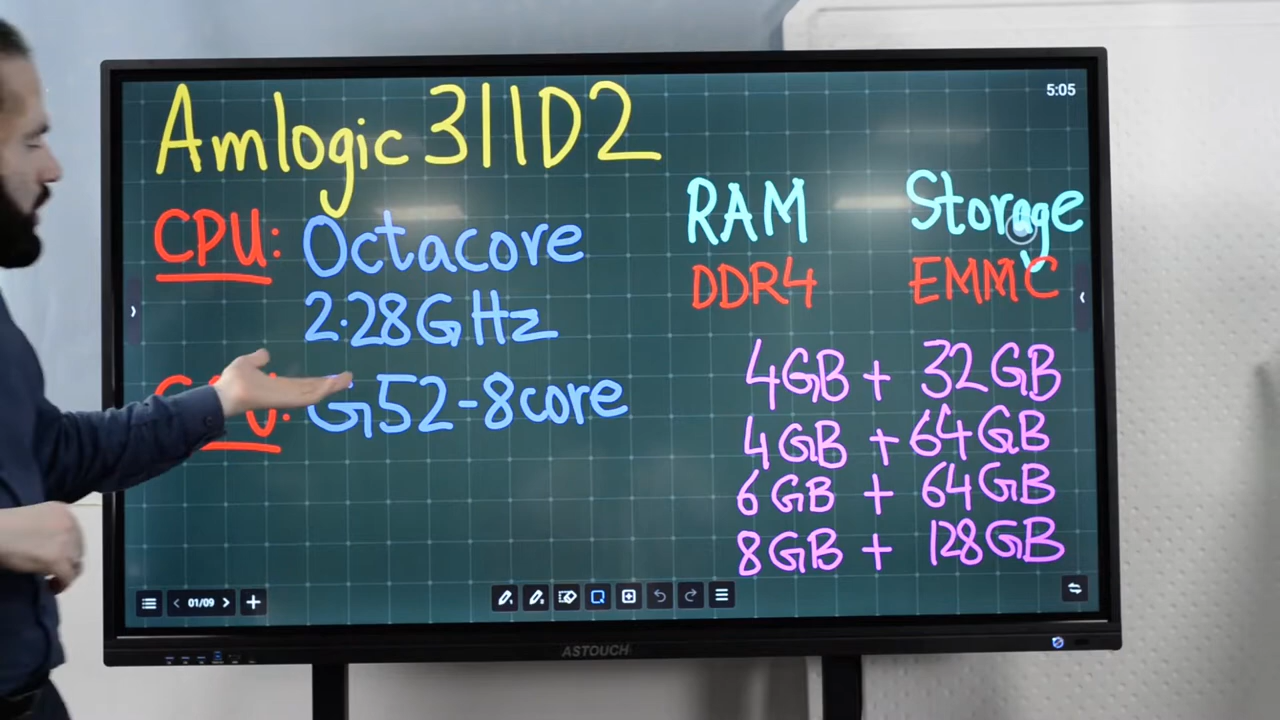 Amlogic 311D2
5:05
CPU: Octacore
2.28GHz
G52-8core
RAM Storage
DDR4 EMMC
4GB + 32GB
4GB + 64GB
6GB + 64GB
8GB + 128GB
01/09
ASTOUCH